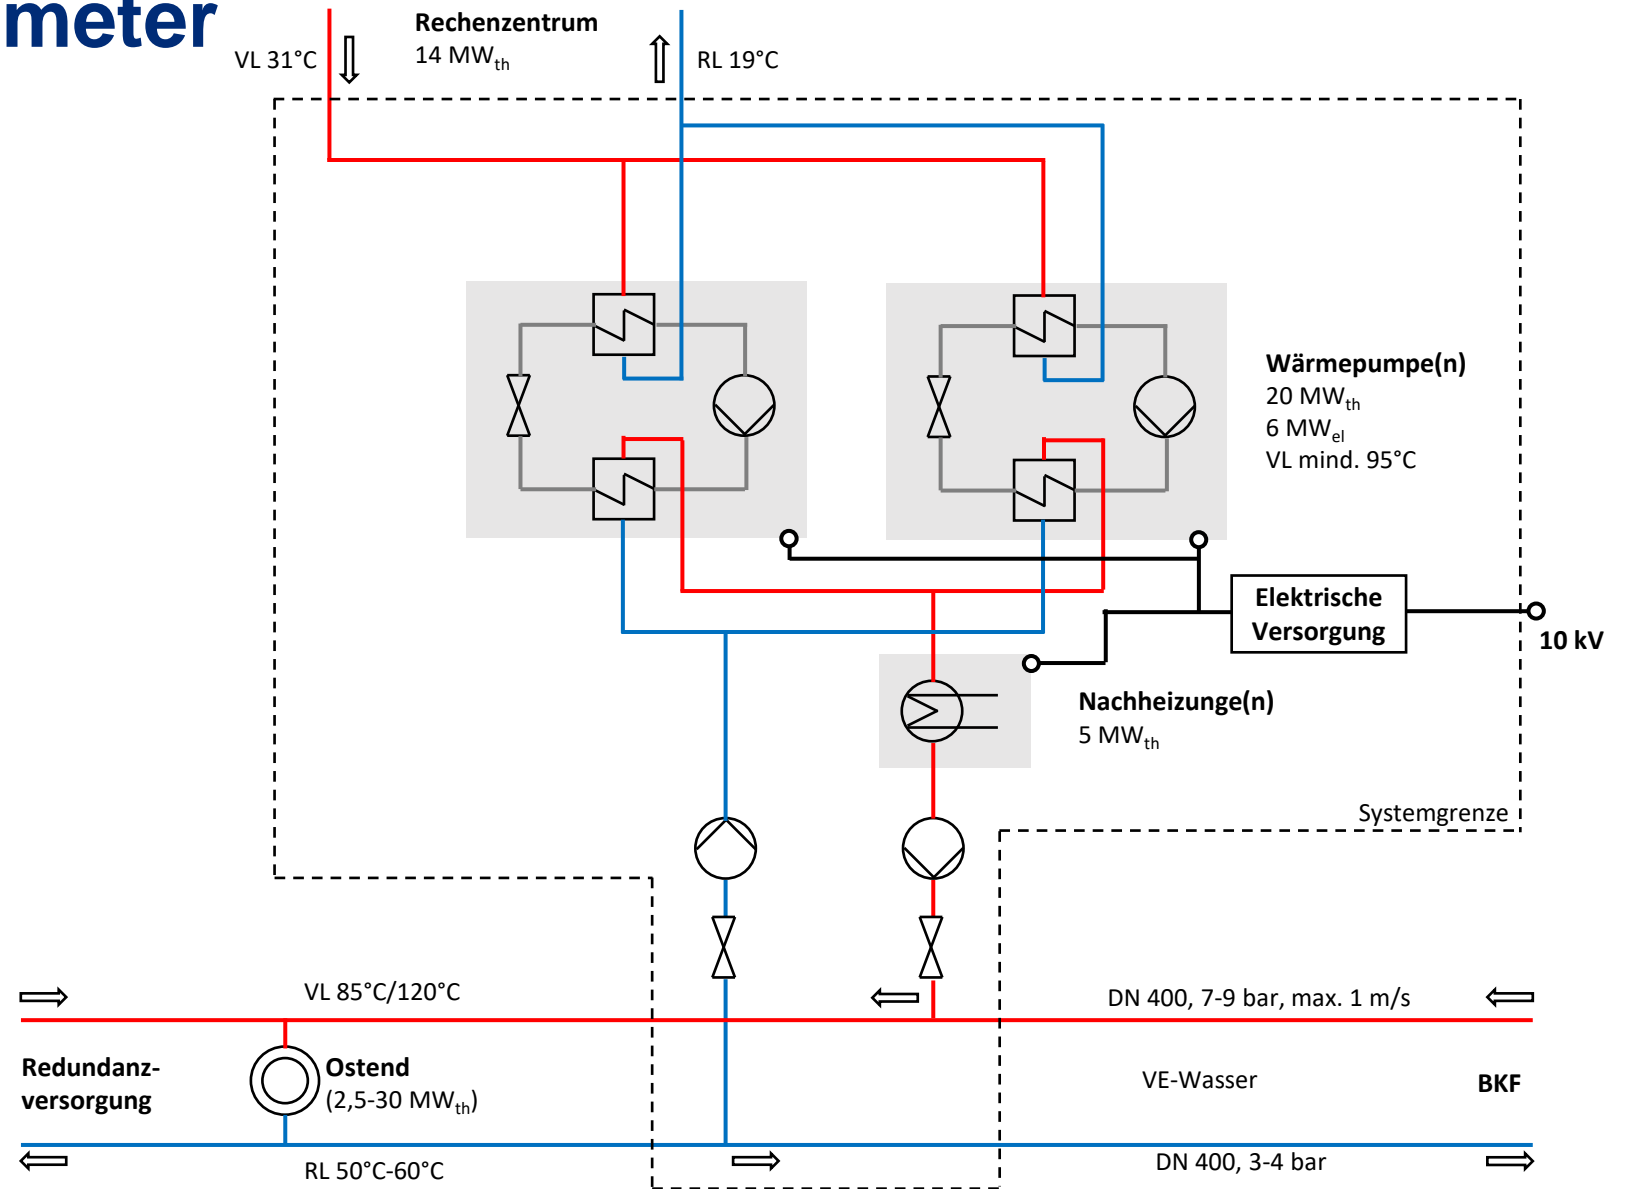 meter
Rechenzentrum
14 MWth
VL 31°C
RL 19°C
Wärmepumpe(n)
20 MWth
6 MWel
VL mind. 95°C
Elektrische
Versorgung
10 kV
Nachheizunge(n)
5 MWth
Systemgrenze
VL 85°C/120°C
DN 400, 7-9 bar, max. 1 m/s
Redundanz-
versorgung
Ostend
(2,5-30 MWth)
VE-Wasser
BKF
RL 50°C-60°C
DN 400, 3-4 bar